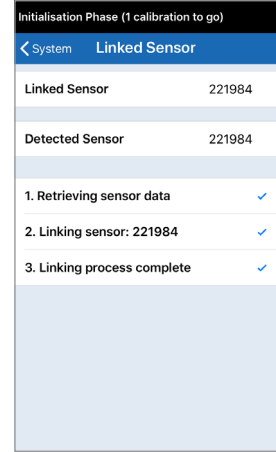 Initialisation Phase (1 calibration to go)
System Linked Sensor
Linked Sensor 221984
Detected Sensor 221984
1. Retrieving sensor data
2. Linking sensor: 221984
3. Linking process complete